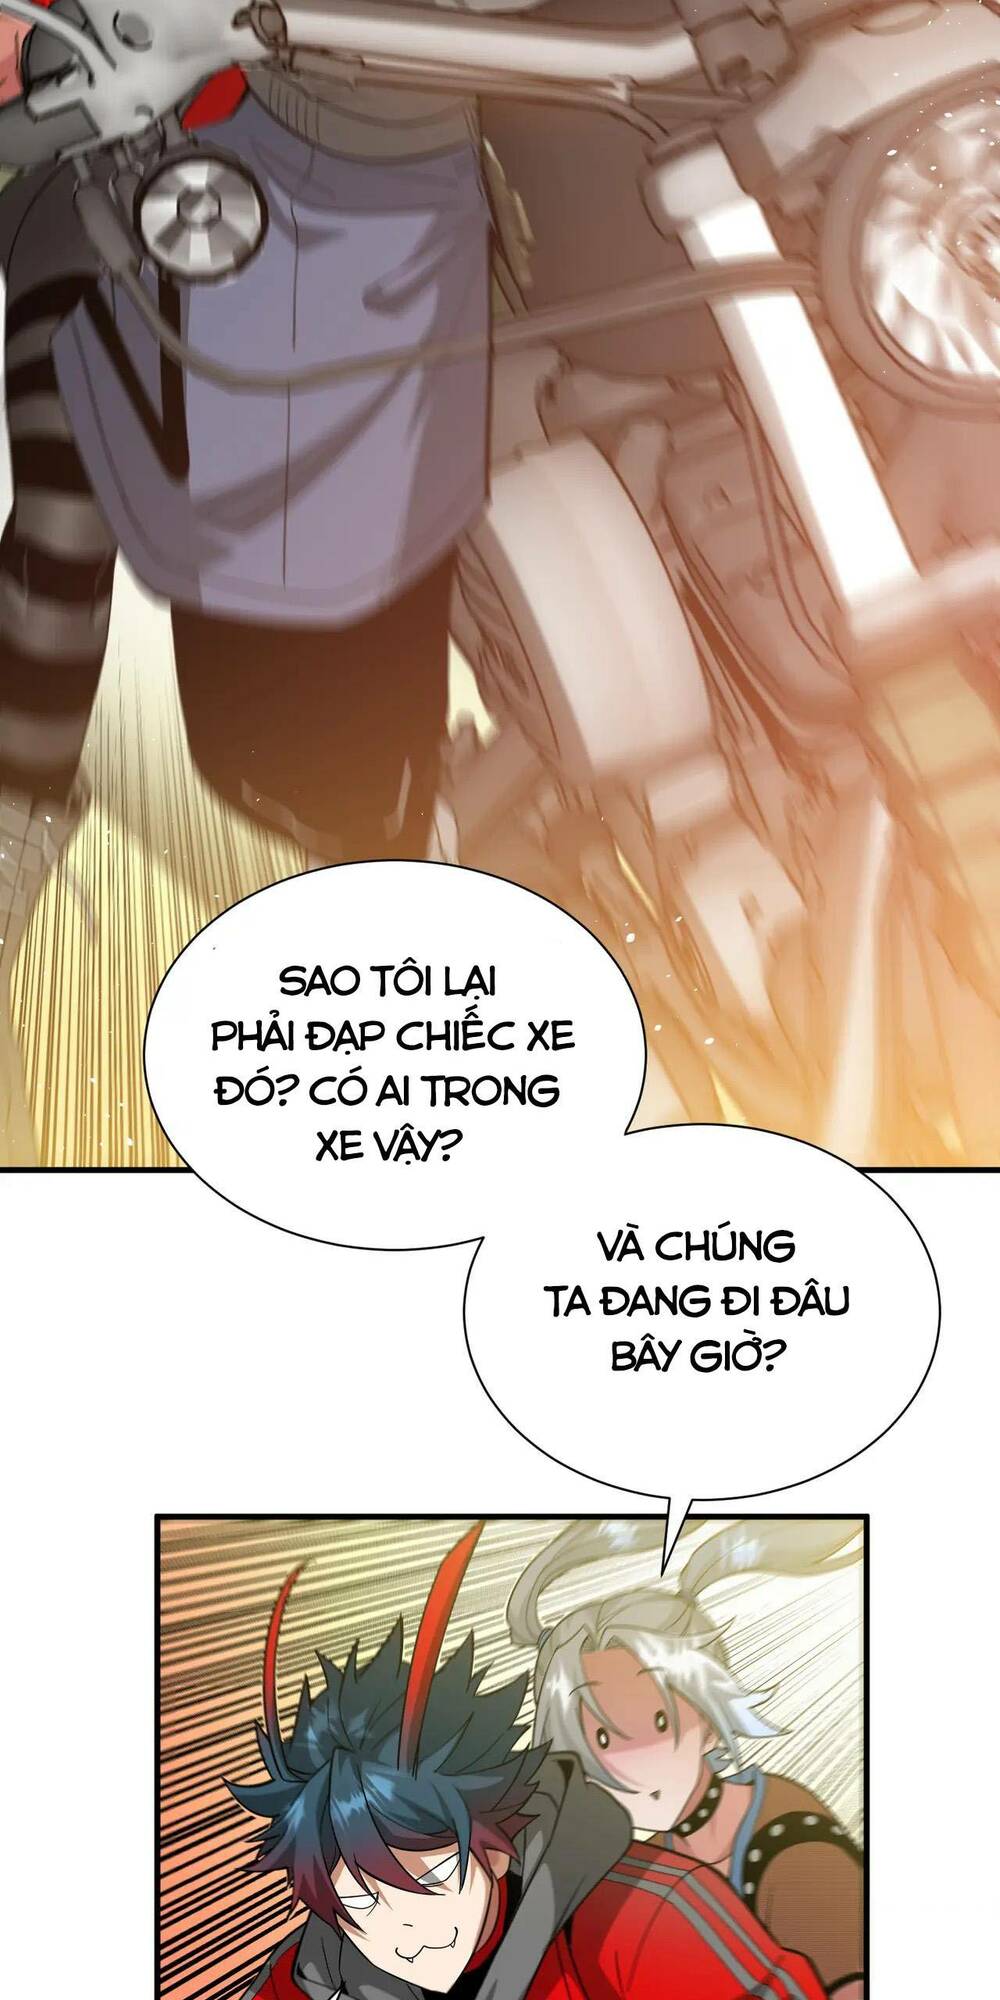 SAO TÔI LẠI
PHẢI ĐẠP CHIẾC XE
ĐÓ? CÓ AI TRONG
XE VẬY?
VÀ CHÚNG
TA ĐANG ĐI ĐÂU
BÂY GIỜ?